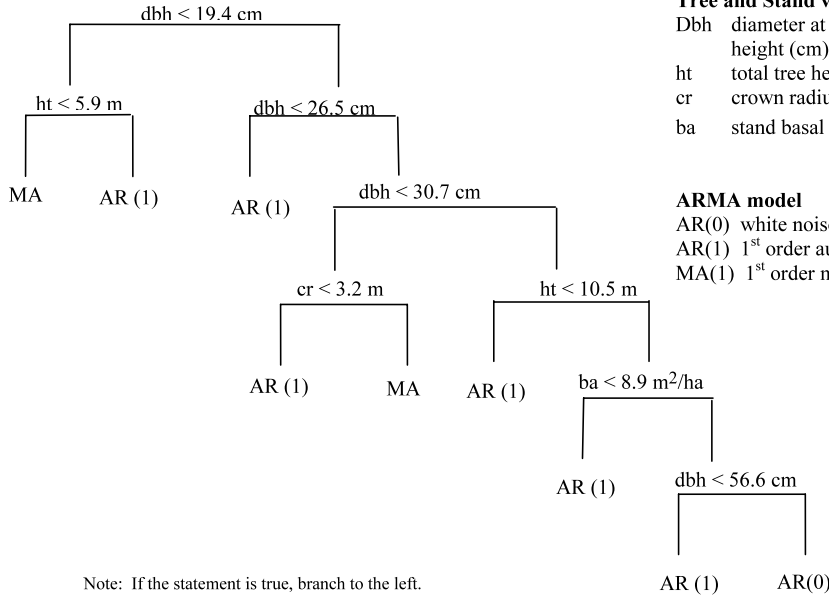 dbh < 19.4 cm
ht < 5.9 m
dbh < 26.5 cm
MA
AR (1)
AR (1)
dbh < 30.7 cm
cr < 3.2 m
ht < 10.5 m
AR (1)
MA
AR (1)
ba < 8.9 m²/ha
AR (1)
dbh < 56.6 cm
AR (1)
AR(0)
Note: If the statement is true, branch to the left.
Tree and Stand
Dbh diameter at
height (cm)
ht total tree
cr crown
ba stand basal
ARMA model
AR(0) white
AR(1) 1st order
MA(1) 1st order